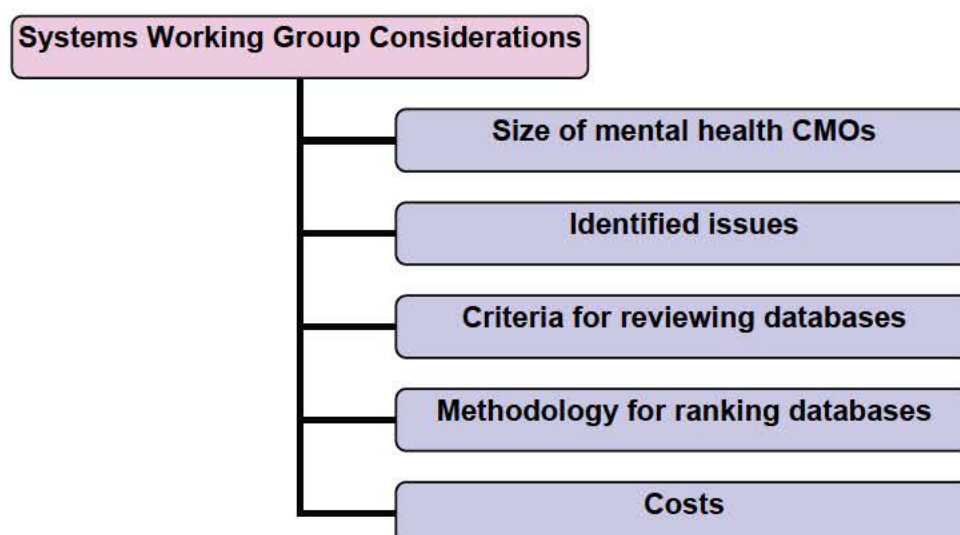 Systems Working Group Considerations
Size of mental health CMOs
Identified issues
Criteria for reviewing databases
Methodology for ranking databases
Costs